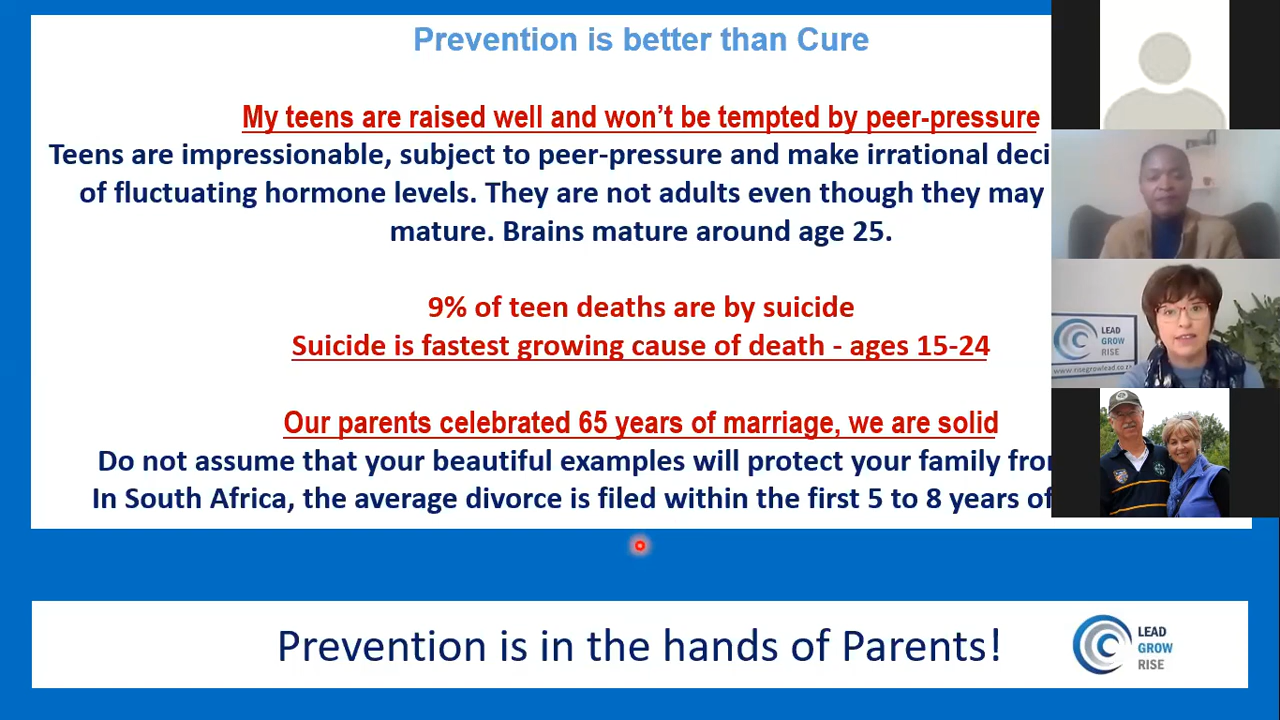 Prevention is better than Cure
My teens are raised well and won't be tempted by peer-pressure
Teens are impressionable, subject to peer-pressure and make irrational deci
of fluctuating hormone levels. They are not adults even though they may
mature. Brains mature around age 25.
9% of teen deaths are by suicide
Suicide is fastest growing cause of death - ages 15-24
Our parents celebrated 65 years of marriage, we are solid
Do not assume that your beautiful examples will protect your family from
In South Africa, the average divorce is filed within the first 5 to 8 years of
LEAD
GROW
RISE
www.risegrowlead.co.za
Prevention is in the hands of Parents!
LEAD
GROW
RISE